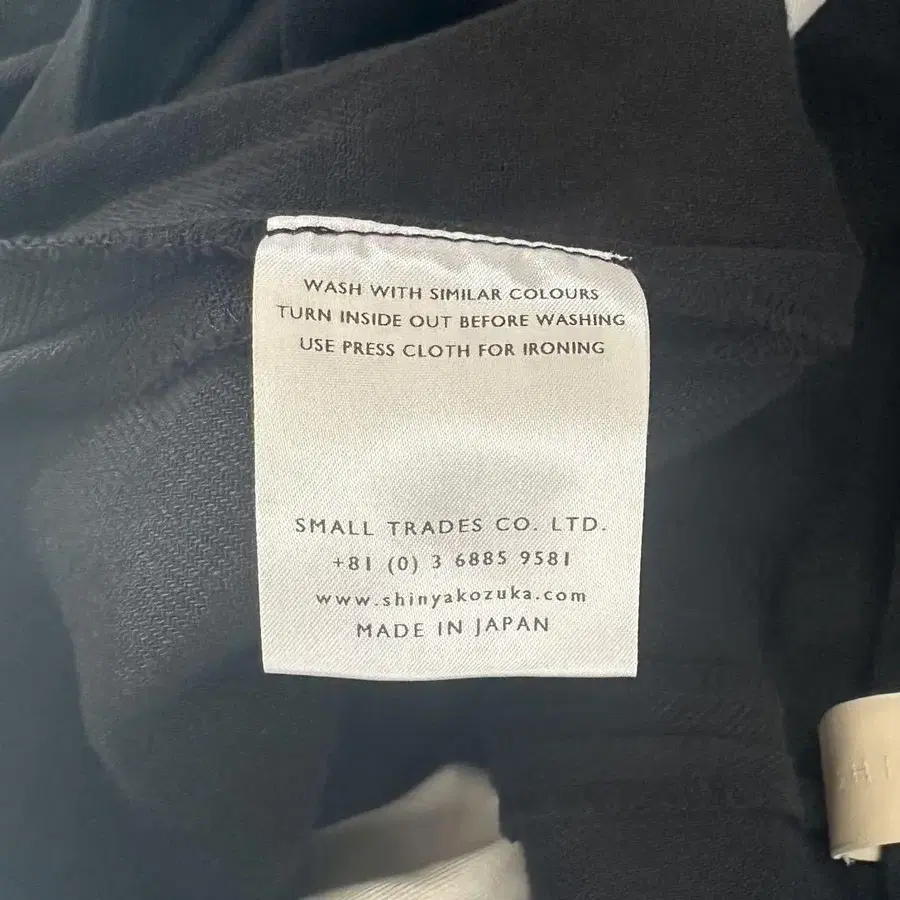 WASH WITH SIMILAR COLOURS
TURN INSIDE OUT BEFORE WASHING
USE PRESS CLOTH FOR IRONING
SMALL TRADES CO. LTD.
+81 (0) 3 6885 9581
www.shinyakozuka.com
MADE IN JAPAN